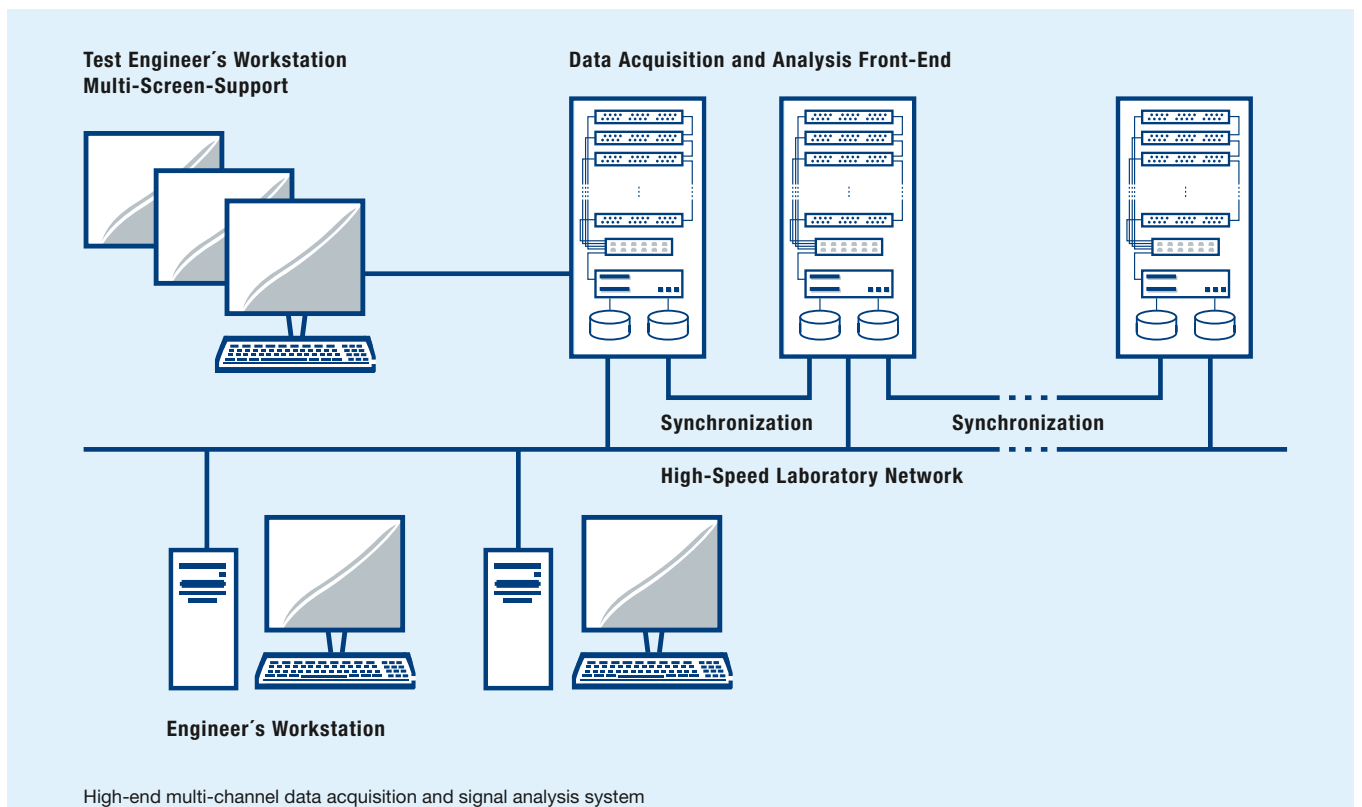 Test Engineer´s Workstation
Multi-Screen-Support
Data Acquisition and Analysis Front-End
Synchronization
Synchronization
High-Speed Laboratory Network
Engineer´s Workstation
High-end multi-channel data acquisition and signal analysis system